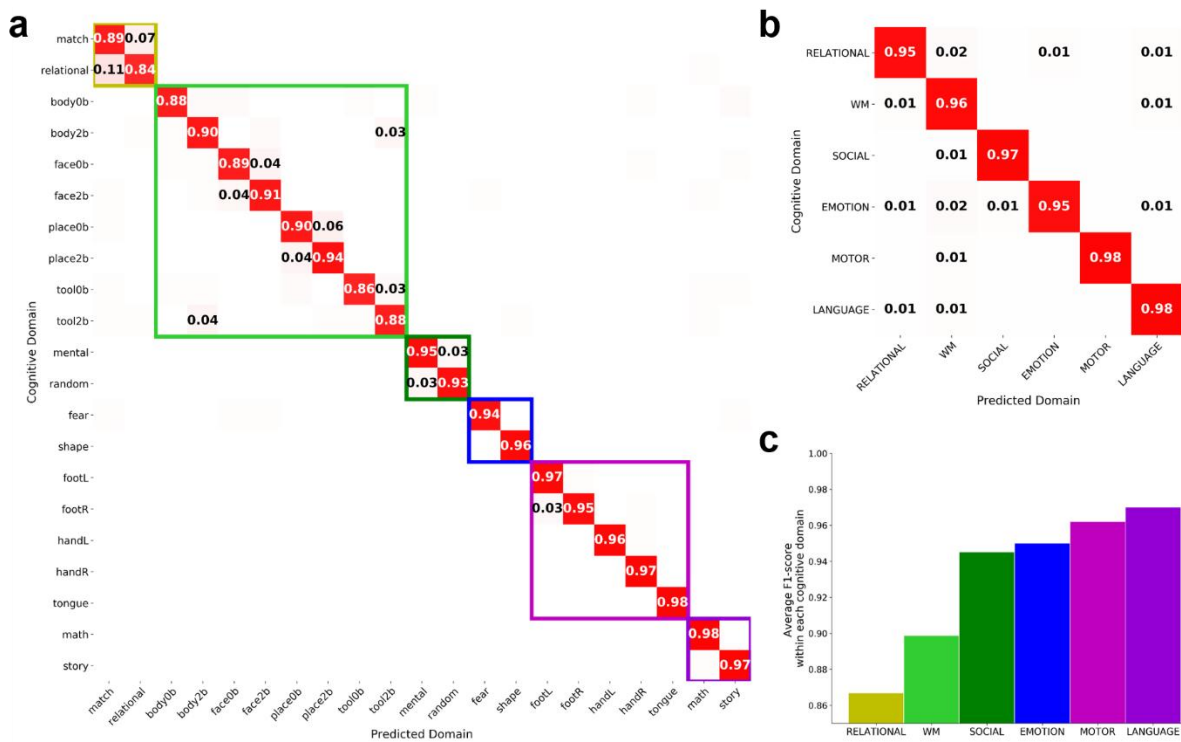 a
match
0.89 0.07
relational
0.11 0.84
body0b
0.88
body2b
0.90 0.03
face0b
0.89 0.04
face2b
0.04 0.91
place0b
0.90 0.06
place2b
0.04 0.94
tool0b
0.86 0.03
tool2b
0.04 0.88
mental
0.95 0.03
random
0.03 0.93
fear
0.94
shape
0.96
footL
0.97
footR
0.03 0.95
handL
0.96
handR
0.97
tongue
0.98
math
0.98
story
0.97
Cognitive Domain
match relational body0b body2b face0b face2b place0b place2b tool0b tool2b mental random fear shape footL footR handL handR tongue math story
Predicted Domain
b
RELATIONAL
0.95 0.02 0.01 0.01
WM
0.01 0.96 0.01
SOCIAL
0.01 0.97
EMOTION
0.01 0.02 0.01 0.95 0.01
MOTOR
0.01 0.98
LANGUAGE
0.01 0.01 0.98
Cognitive Domain
RELATIONAL WM SOCIAL EMOTION MOTOR LANGUAGE
Predicted Domain
c
1.00
0.98
0.96
0.94
0.92
0.90
0.88
0.86
Average F1-score
within each cognitive domain
RELATIONAL WM SOCIAL EMOTION MOTOR LANGUAGE